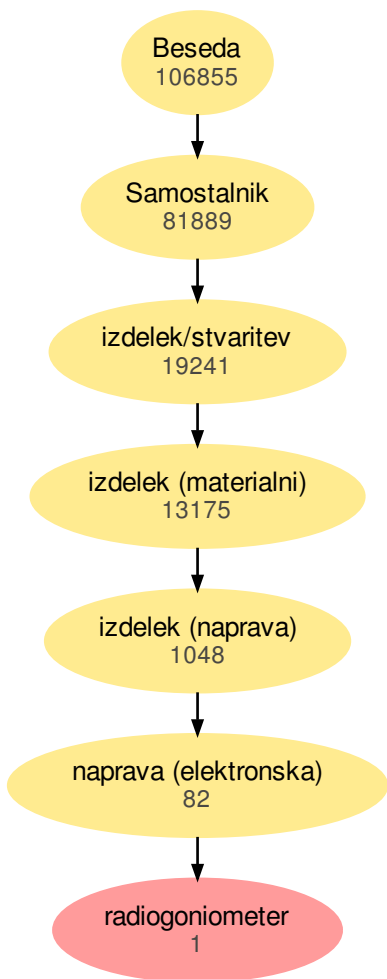 Beseda
106855
Samostalnik
81889
izdelek/stvaritev
19241
izdelek (materialni)
13175
izdelek (naprava)
1048
naprava (elektronska)
82
radiogoniometer
1